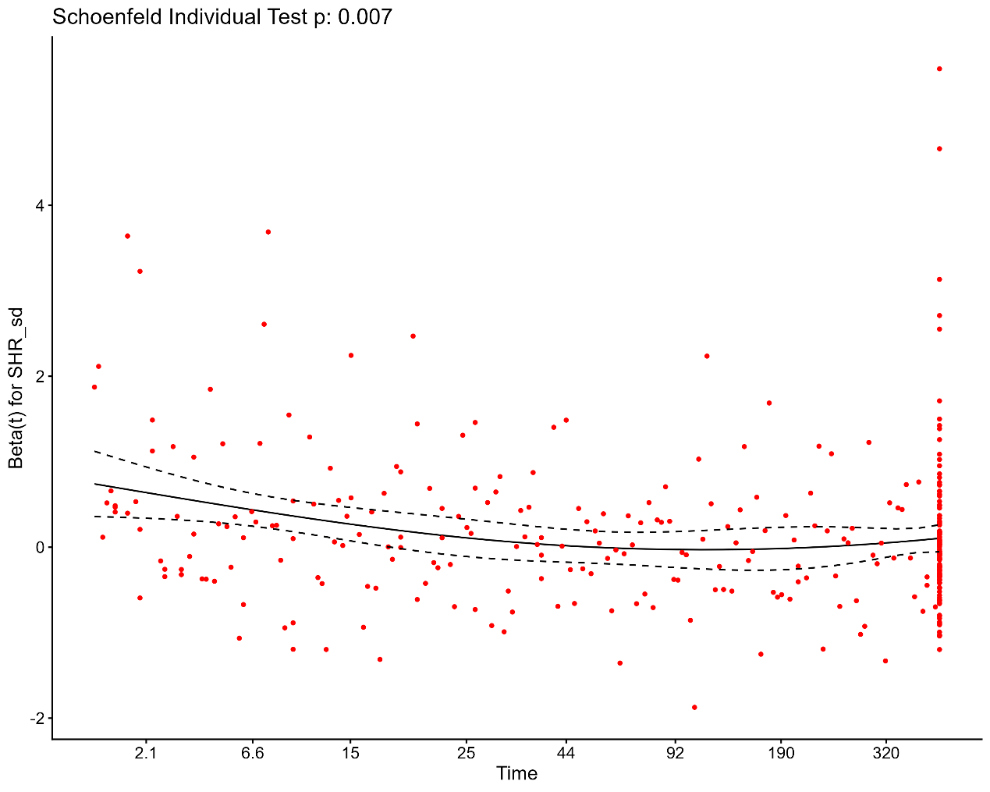 Schoenfeld Individual Test p: 0.007
Beta(t) for SHR_sd
4
2
0
-2
2.1 6.6 15 25 44 92 190 320
Time